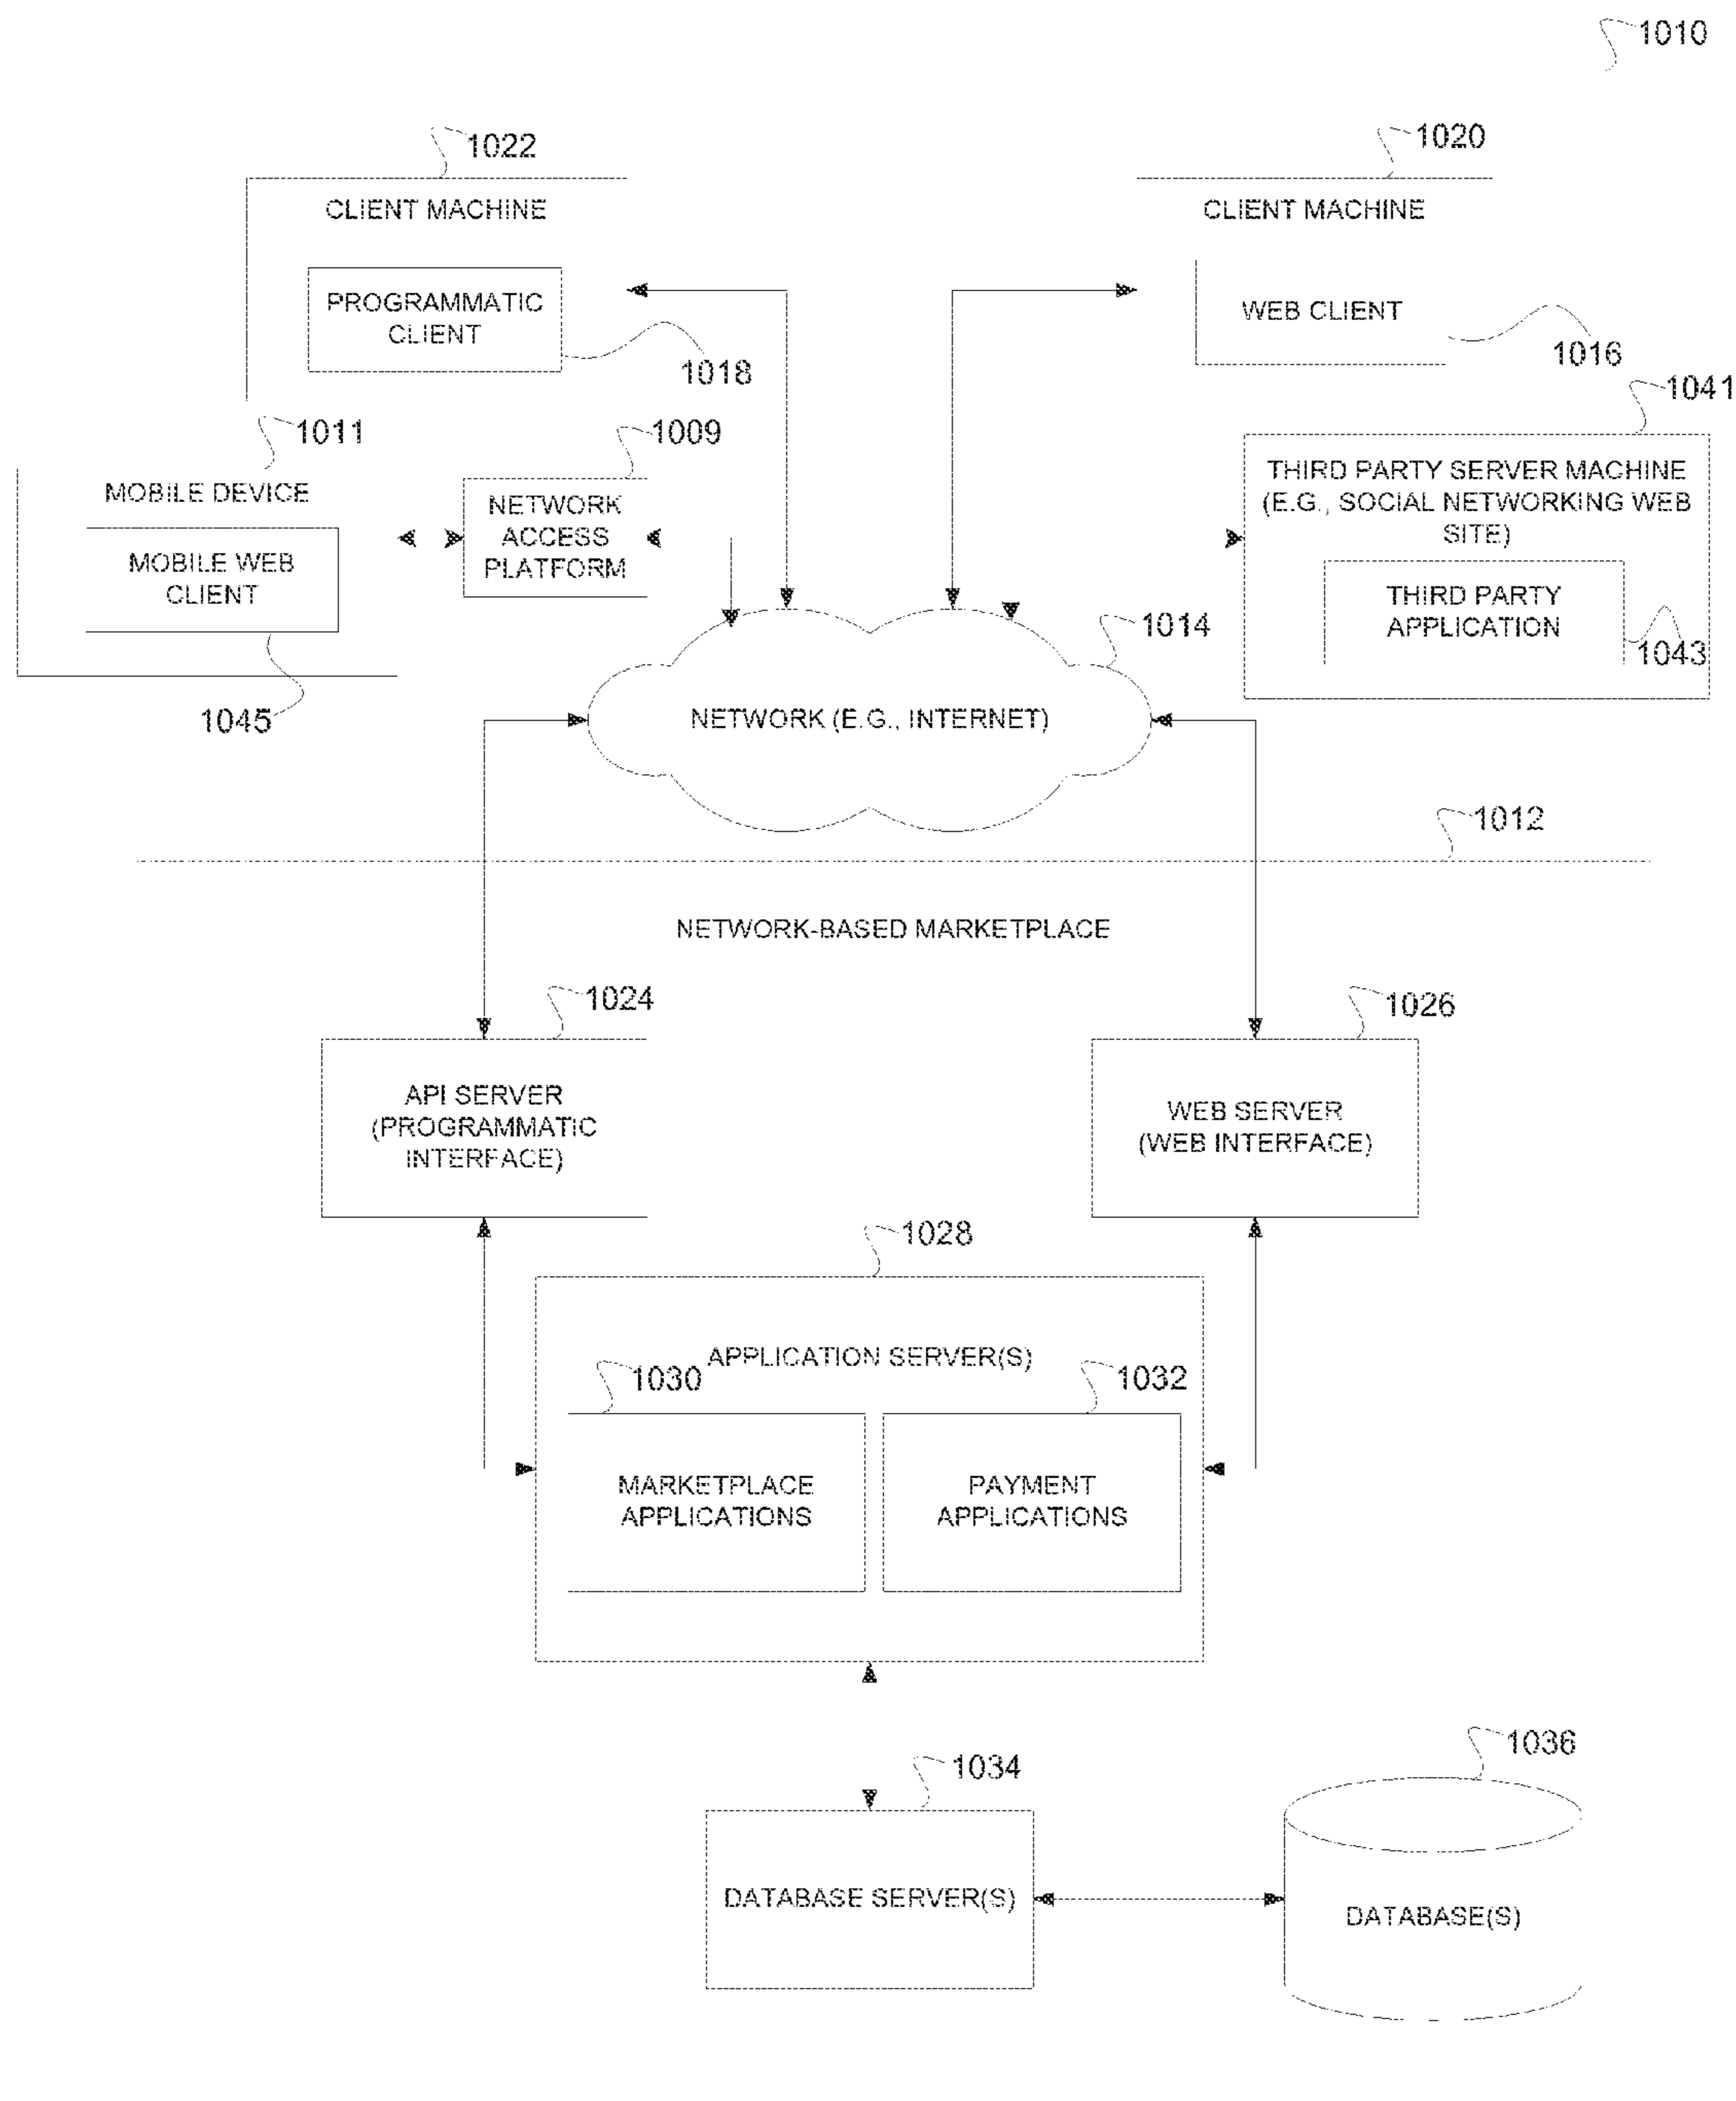 1010
1022
1020
CLIENT MACHINE
CLIENT MACHINE
PROGRAMMATIC
CLIENT
WEB CLIENT
1018
1016
1041
1011
1009
MOBILE DEVICE
MOBILE WEB
CLIENT
1045
NETWORK
ACCESS
PLATFORM
THIRD PARTY SERVER MACHINE
(E.G., SOCIAL NETWORKING WEB
SITE)
THIRD PARTY
APPLICATION
1043
1014
NETWORK (E.G., INTERNET)
1012
NETWORK-BASED MARKETPLACE
1024
1026
API SERVER
(PROGRAMMATIC
INTERFACE)
WEB SERVER
(WEB INTERFACE)
1028
APPLICATION SERVER(S)
1030
1032
MARKETPLACE
APPLICATIONS
PAYMENT
APPLICATIONS
1034
1036
DATABASE SERVER(S)
DATABASE(S)